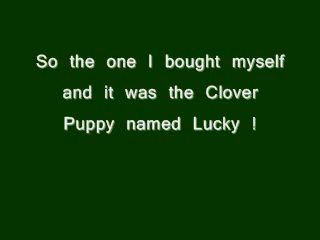 So the one I bought myself
and it was the Clover
Puppy named Lucky !